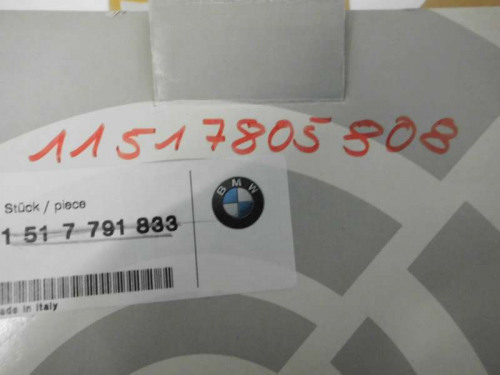 11517805808
Stück / piece
1 51 7 791 833
BMW
ade in Italy